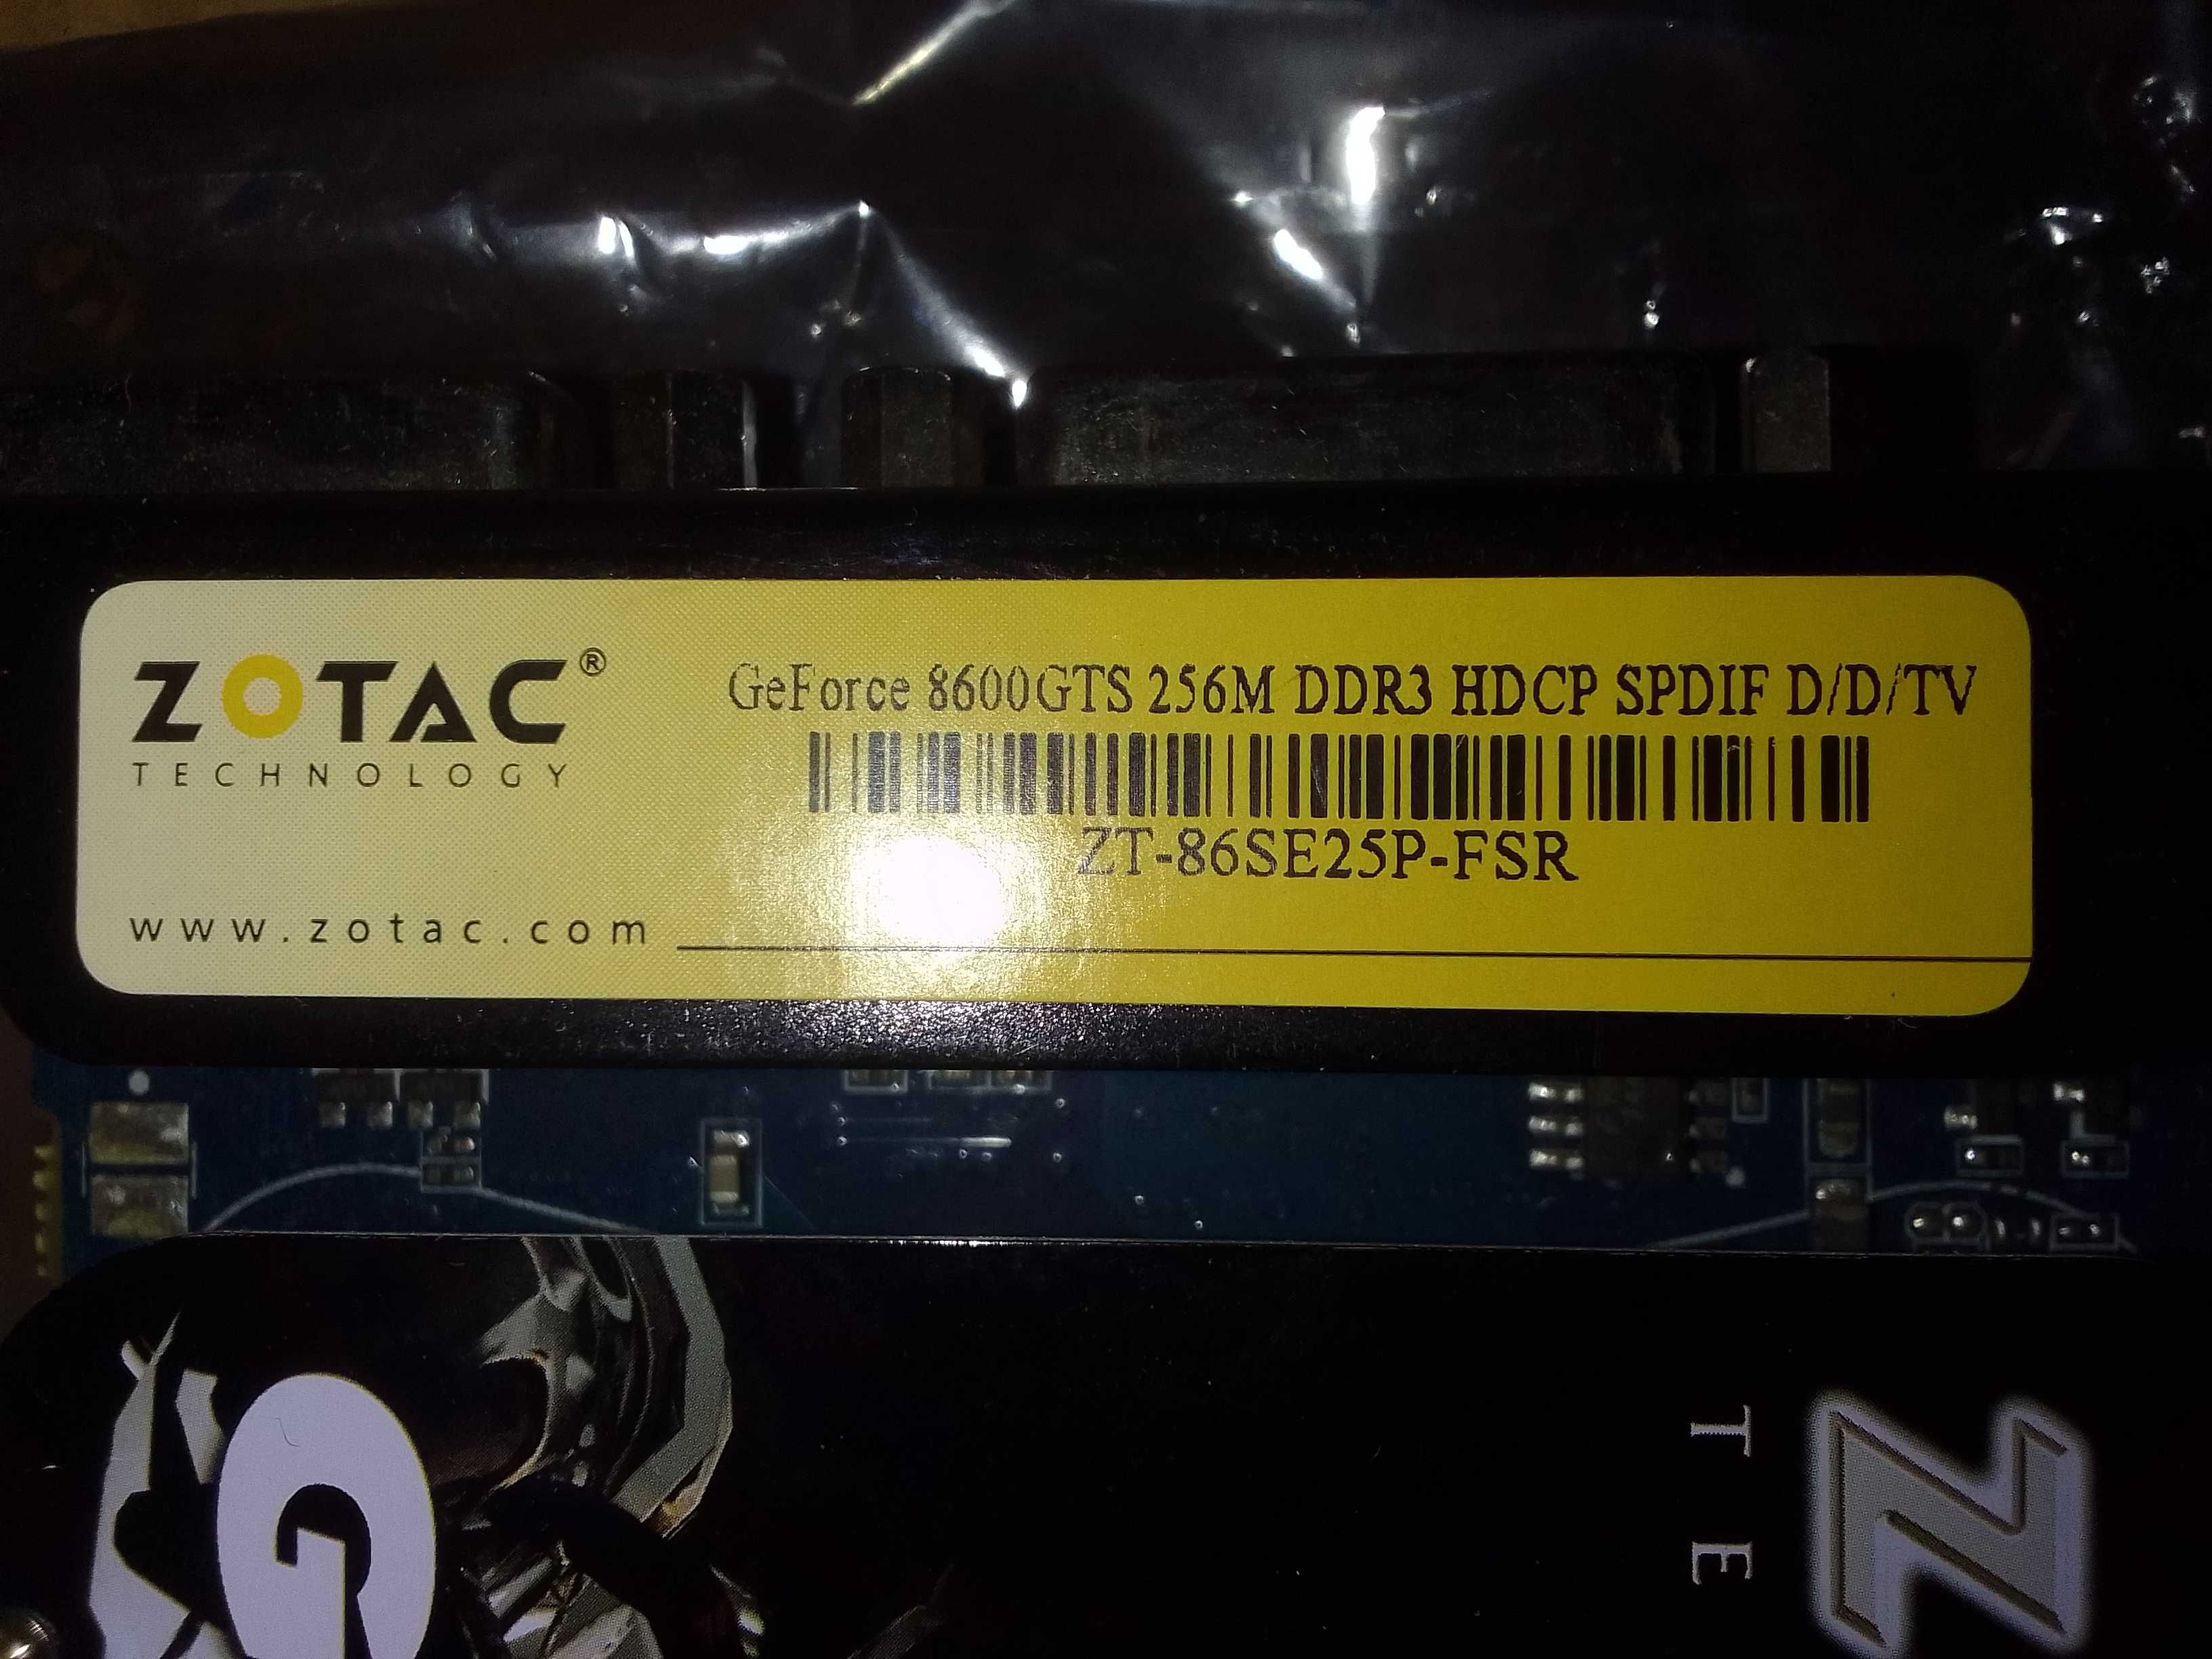 ZOTAC®
TECHNOLOGY
GeForce 8600GTS 256M DDR3 HDCP SPDIF D/D/TV
ZT-86SE25P-FSR
www.zotac.com
G
Z
T E